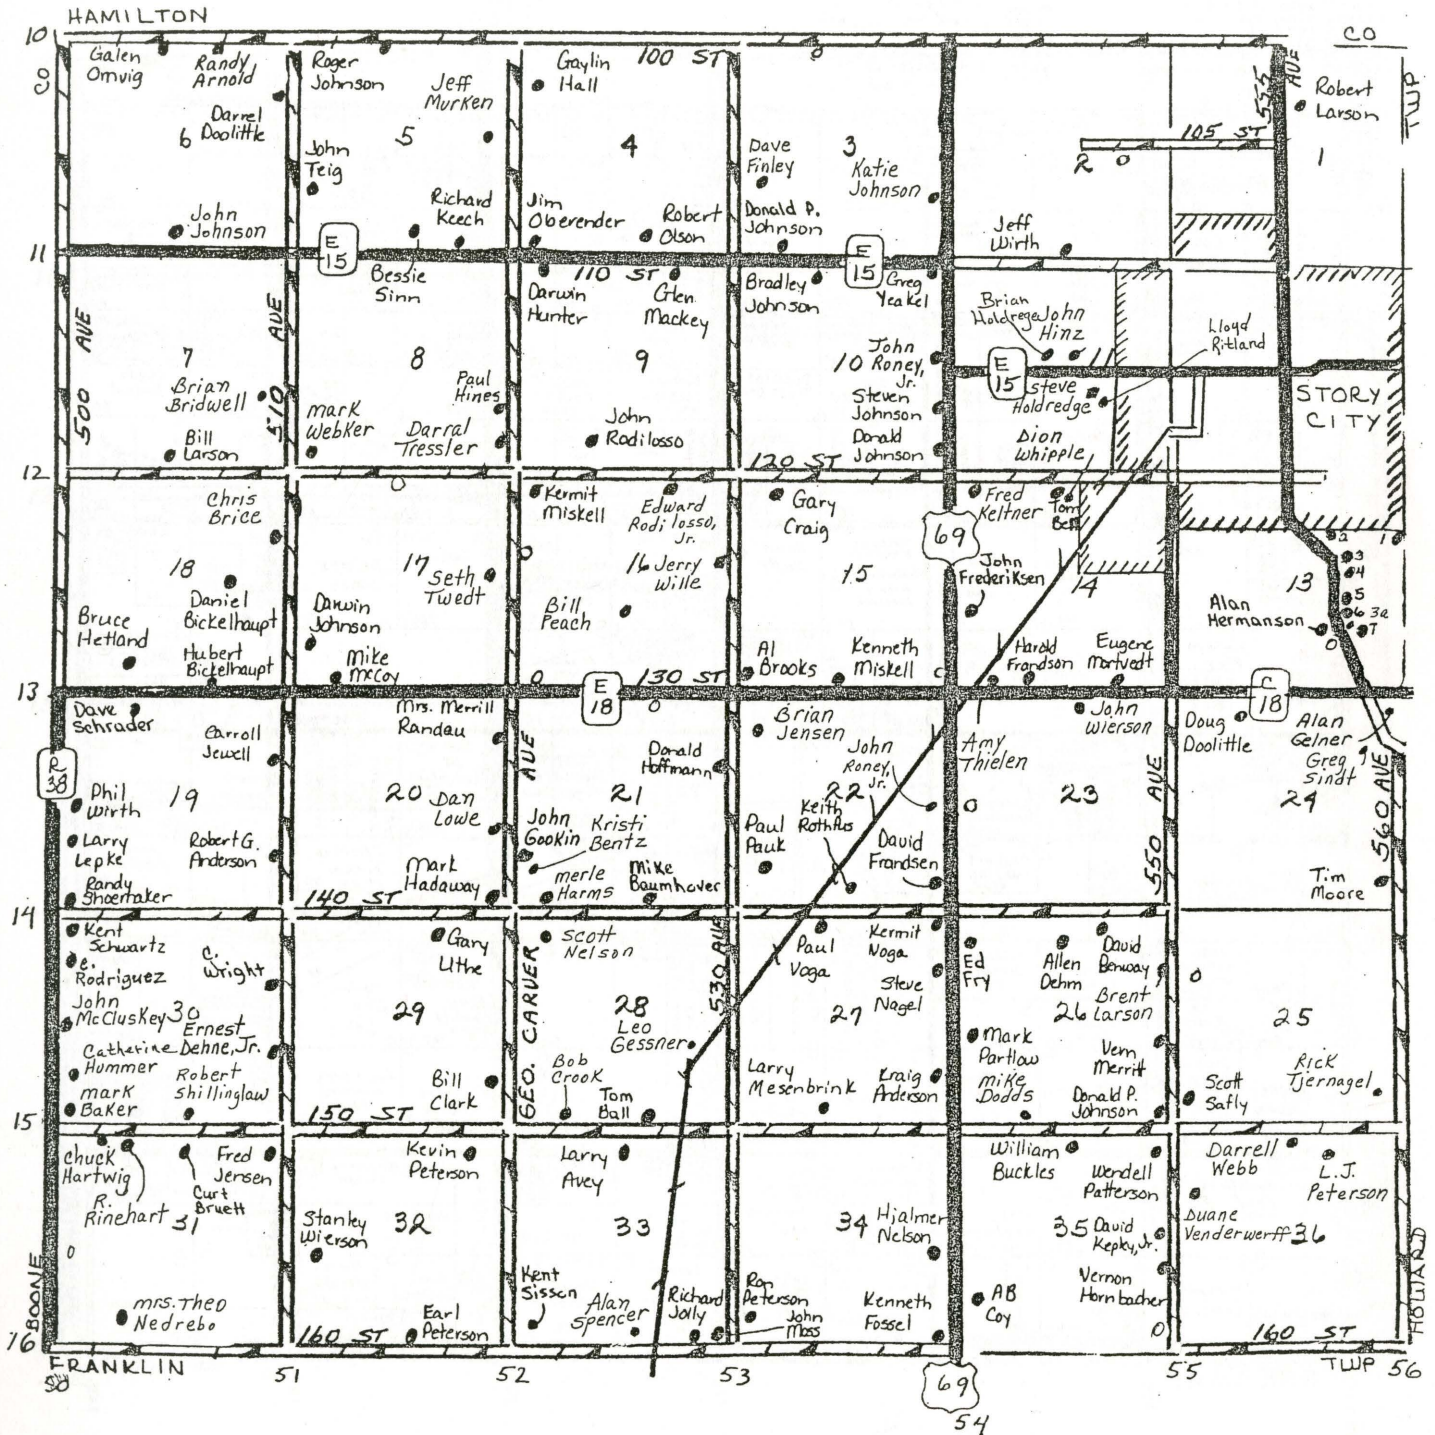 HAMILTON
CO
10
CO
Galen
Omvig
Randy
Arnold
Darrel
Doolittle
6
John
Johnson
Roger
Johnson
Jeff
Murken
5
John
Teig
Richard
Keech
Gaylin
Hall
100 ST
4
Jim
Oberender
Robert
Olson
Dave
Finley
3
Katie
Johnson
Donald P.
Johnson
Jeff
Wirth
2
105 ST
555 AVE
Robert
Larson
TWP
1
11
E
15
Bessie
Sinn
110 ST
Darwin
Hunter
Glen
Mackey
Bradley
Johnson
E
15
Greg
Yeakel
500 AVE
7
Brian
Bridwell
Bill
Larson
510 AVE
8
Mark
Webker
Paul
Hines
Darral
Tressler
9
John
Rodilosso
10
John
Roney,
Jr.
Steven
Johnson
Donald
Johnson
Brian
Holdrege
John
Hinz
11
E
15
Steve
Holdredge
Lloyd
Ritland
Dion
Whipple
STORY
CITY
12
120 ST
Chris
Brice
18
Daniel
Bickelhaupt
Bruce
Hetland
Hubert
Bickelhaupt
17
Seth
Twedt
Darwin
Johnson
Mike
McCoy
Kermit
Miskell
Edward
Rodilosso,
Jr.
16
Jerry
Wille
Bill
Peach
Gary
Craig
15
Al
Brooks
Kenneth
Miskell
69
Fred
Keltner
Tom
Bell
John
Frederiksen
14
Harold
Frandson
Eugene
Mortvedt
13
Alan
Hermanson
1
2
3
4
5
6
3a
7
13
E
18
130 ST
C
18
Dave
Schrader
Carroll
Jewell
R
38
Phil
Wirth
19
Larry
Lepke
Robert G.
Anderson
Randy
Shoemaker
Mrs. Merrill
Randau
20
Dan
Lowe
Mark
Hadaway
AVE
Donald
Hoffmann
21
John
Gookin
Kristi
Bentz
Merle
Harms
Mike
Baumhover
Brian
Jensen
John
Roney,
Jr.
22
Keith
Rothfus
Paul
Pauk
David
Frandsen
Amy
Thielen
John
Wierson
23
550 AVE
Doug
Doolittle
Alan
Gelner
Greg
Sindt
24
560 AVE
Tim
Moore
14
140 ST
Kent
Schwartz
e.
Rodriguez
C.
Wright
John
McCluskey
30
Ernest
Dehne, Jr.
Catherine
Hummer
Robert
Shillinglaw
Mark
Baker
Gary
Uthe
29
Bill
Clark
GEO. CARVER
Scott
Nelson
28
Leo
Gessner
Bob
Crook
Tom
Ball
530 AVE
Paul
Voga
Kermit
Noga
Steve
Nagel
27
Larry
Mesenbrink
Kraig
Anderson
Ed
Fry
Allen
Oehm
David
Benway
26
Brent
Larson
Mark
Partlow
Vern
Merritt
Mike
Dodds
Donald P.
Johnson
25
Scott
Satly
Rick
Tjernagel
15
150 ST
Chuck
Hartwig
R.
Rinehart
Curt
Bruett
Fred
Jensen
31
Mrs. Theo
Nedrebo
BOONE
Kevin
Peterson
32
Stanley
Wierson
Earl
Peterson
Larry
Avey
33
Kent
Sisson
Alan
Spencer
Richard
Jolly
34
Hjalmer
Nelson
Ron
Peterson
John
Moss
Kenneth
Fossel
William
Buckles
Wendell
Patterson
35
David
Kepky, Jr.
Vernon
Hornbacher
AB
Coy
Darrell
Webb
L.J.
Peterson
Duane
Venderwerff
36
HOWARD
16
160 ST
160 ST
FRANKLIN
TWP
50
51
52
53
69
54
55
56